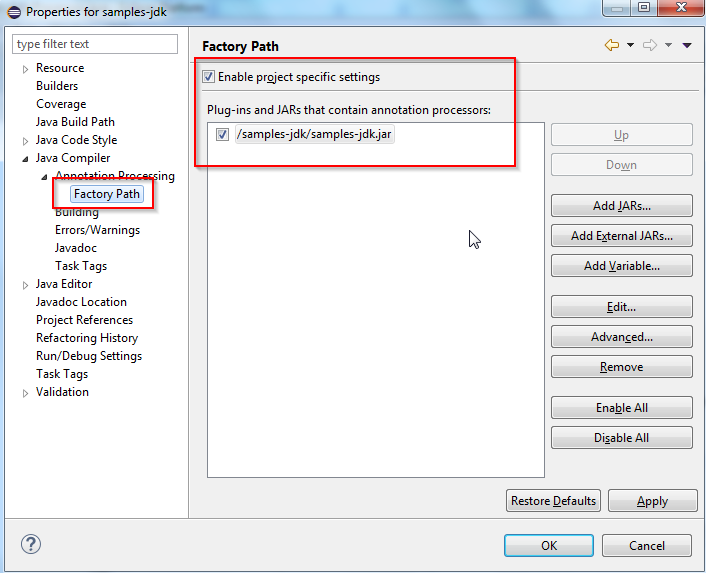 Properties for samples-jdk
type filter text
Resource
Builders
Coverage
Java Build Path
Java Code Style
Java Compiler
Annotation Processing
Factory Path
Building
Errors/Warnings
Javadoc
Task Tags
Java Editor
Javadoc Location
Project References
Refactoring History
Run/Debug Settings
Task Tags
Validation
Factory Path
Enable project specific settings
Plug-ins and JARs that contain annotation processors:
/samples-jdk/samples-jdk.jar
Up
Down
Add JARs...
Add External JARs...
Add Variable...
Edit...
Advanced...
Remove
Enable All
Disable All
Restore Defaults
Apply
?
OK
Cancel